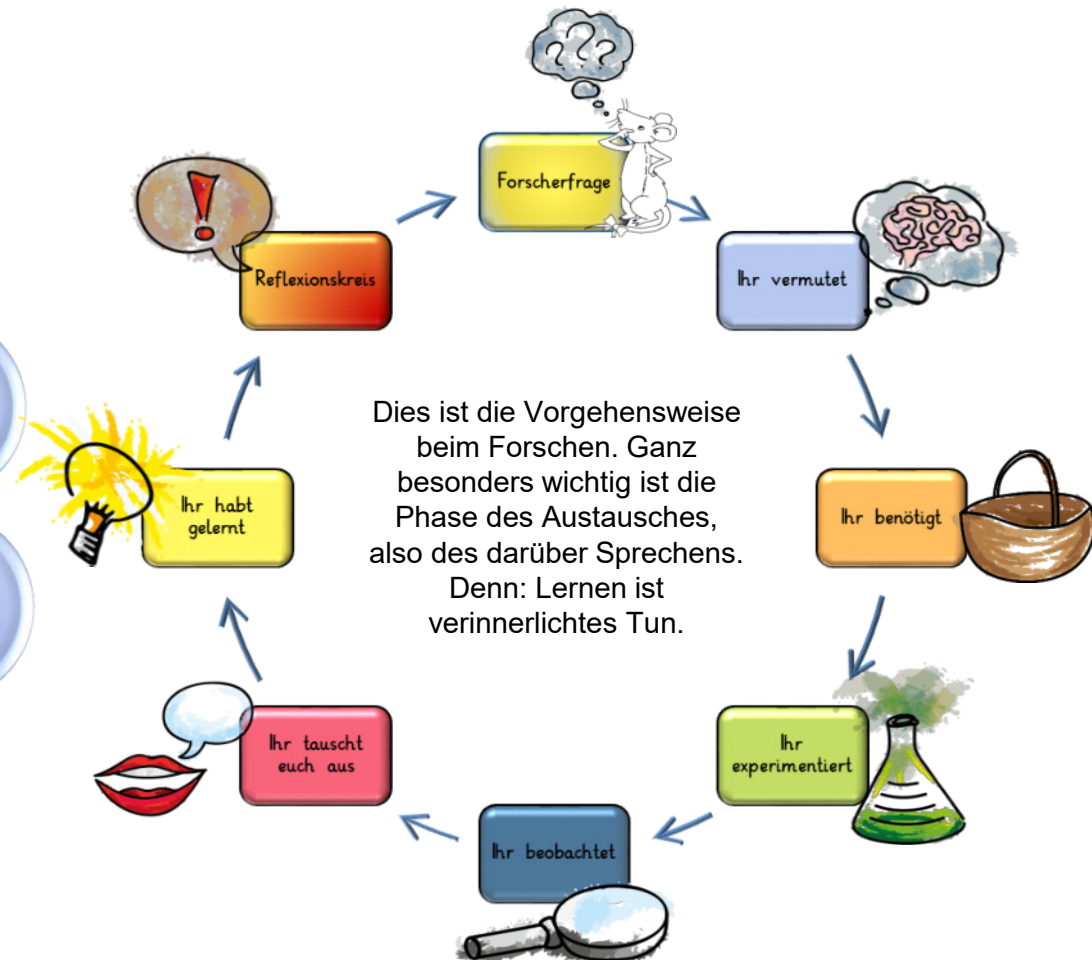 Forscherfrage
Ihr vermutet
Ihr benötigt
Ihr
experimentiert
Ihr beobachtet
Ihr tauscht
euch aus
Ihr habt
gelernt
Reflexionskreis
Dies ist die Vorgehensweise
beim Forschen. Ganz
besonders wichtig ist die
Phase des Austausches,
also des darüber Sprechens.
Denn: Lernen ist
verinnerlichtes Tun.